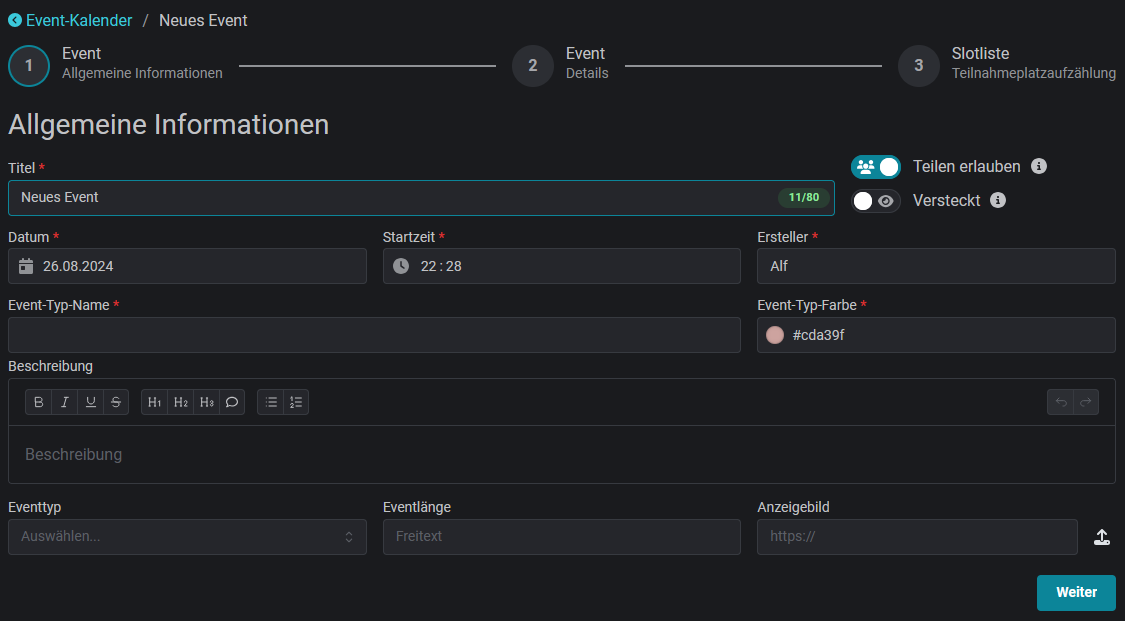 Event-Kalender / Neues Event
1 Event
Allgemeine Informationen
2 Event
Details
3 Slotliste
Teilnahmeplatzaufzählung
Allgemeine Informationen
Titel *
Neues Event 11/80
Teilen erlauben
Versteckt
Datum * Startzeit * Ersteller *
26.08.2024 22 : 28 Alf
Event-Typ-Name * Event-Typ-Farbe *
#cda39f
Beschreibung
B I U S H1 H2 H3
Beschreibung
Eventtyp Eventlänge Anzeigebild
Auswählen... Freitext https://
Weiter